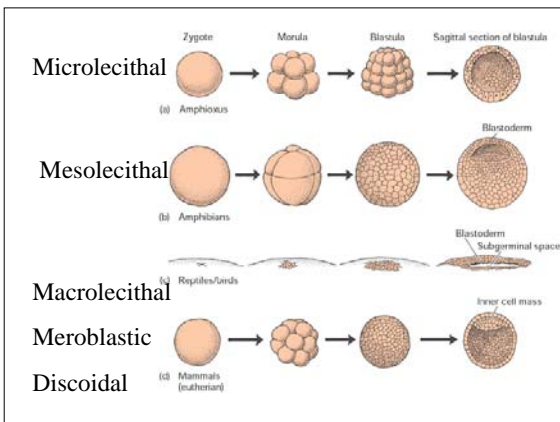 Zygote Morula Blastula Sagittal section of blastula
Microlecithal
(a) Amphioxus
Blastoderm
Mesolecithal
(b) Amphibians
Blastoderm
Subgerminal space
(c) Reptiles/birds
Macrolecithal
Inner cell mass
Meroblastic
Discoidal
(d) Mammals
(eutherian)